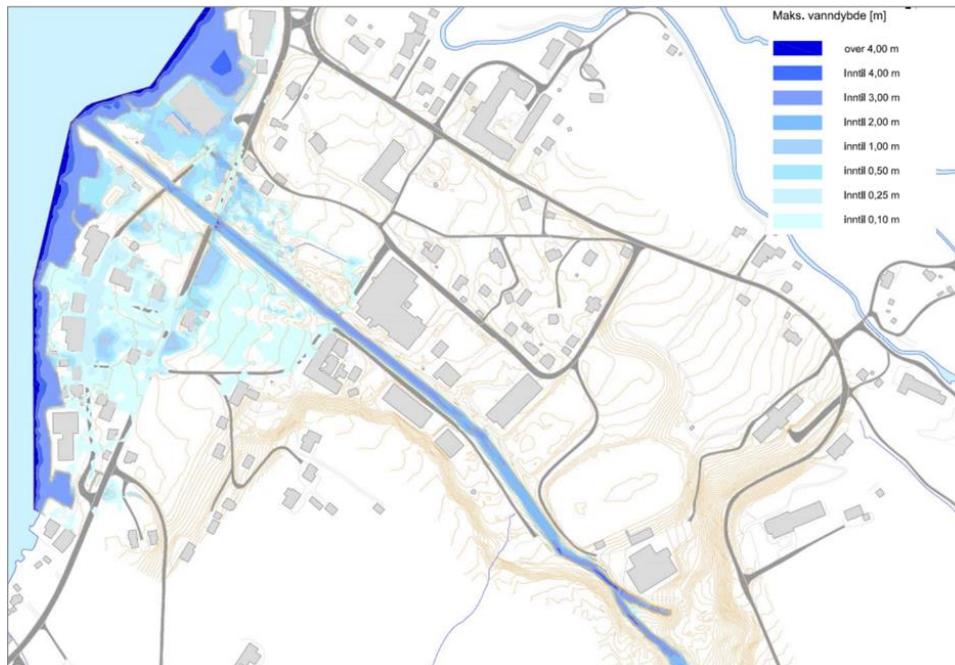 Maks. vanndybde [m]
over 4,00 m
Inntil 4,00 m
Inntil 3,00 m
Inntil 2,00 m
Inntil 1,00 m
inntil 0,50 m
inntil 0,25 m
inntil 0,10 m